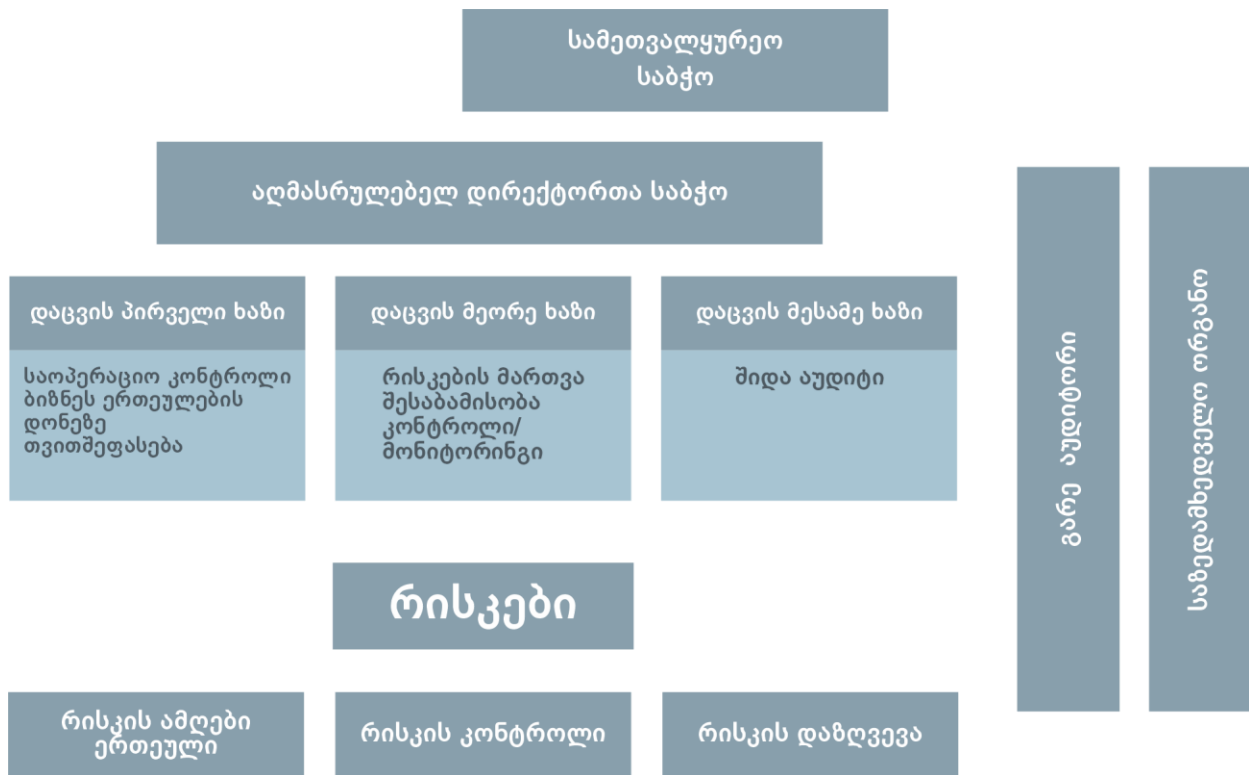 სამეთვალყურეო
საბჭო
აღმასრულებელ დირექტორთა საბჭო
დაცვის პირველი ხაზი
საოპერაციო კონტროლი
ბიზნეს ერთეულების
დონეზე
თვითშეფასება
დაცვის მეორე ხაზი
რისკების მართვა
შესაბამისობა
კონტროლი/
მონიტორინგი
დაცვის მესამე ხაზი
შიდა აუდიტი
რისკები
რისკის ამღები
ერთეული
რისკის კონტროლი
რისკის დაზღვევა
გარე აუდიტორი
საზედამხედველო ორგანო